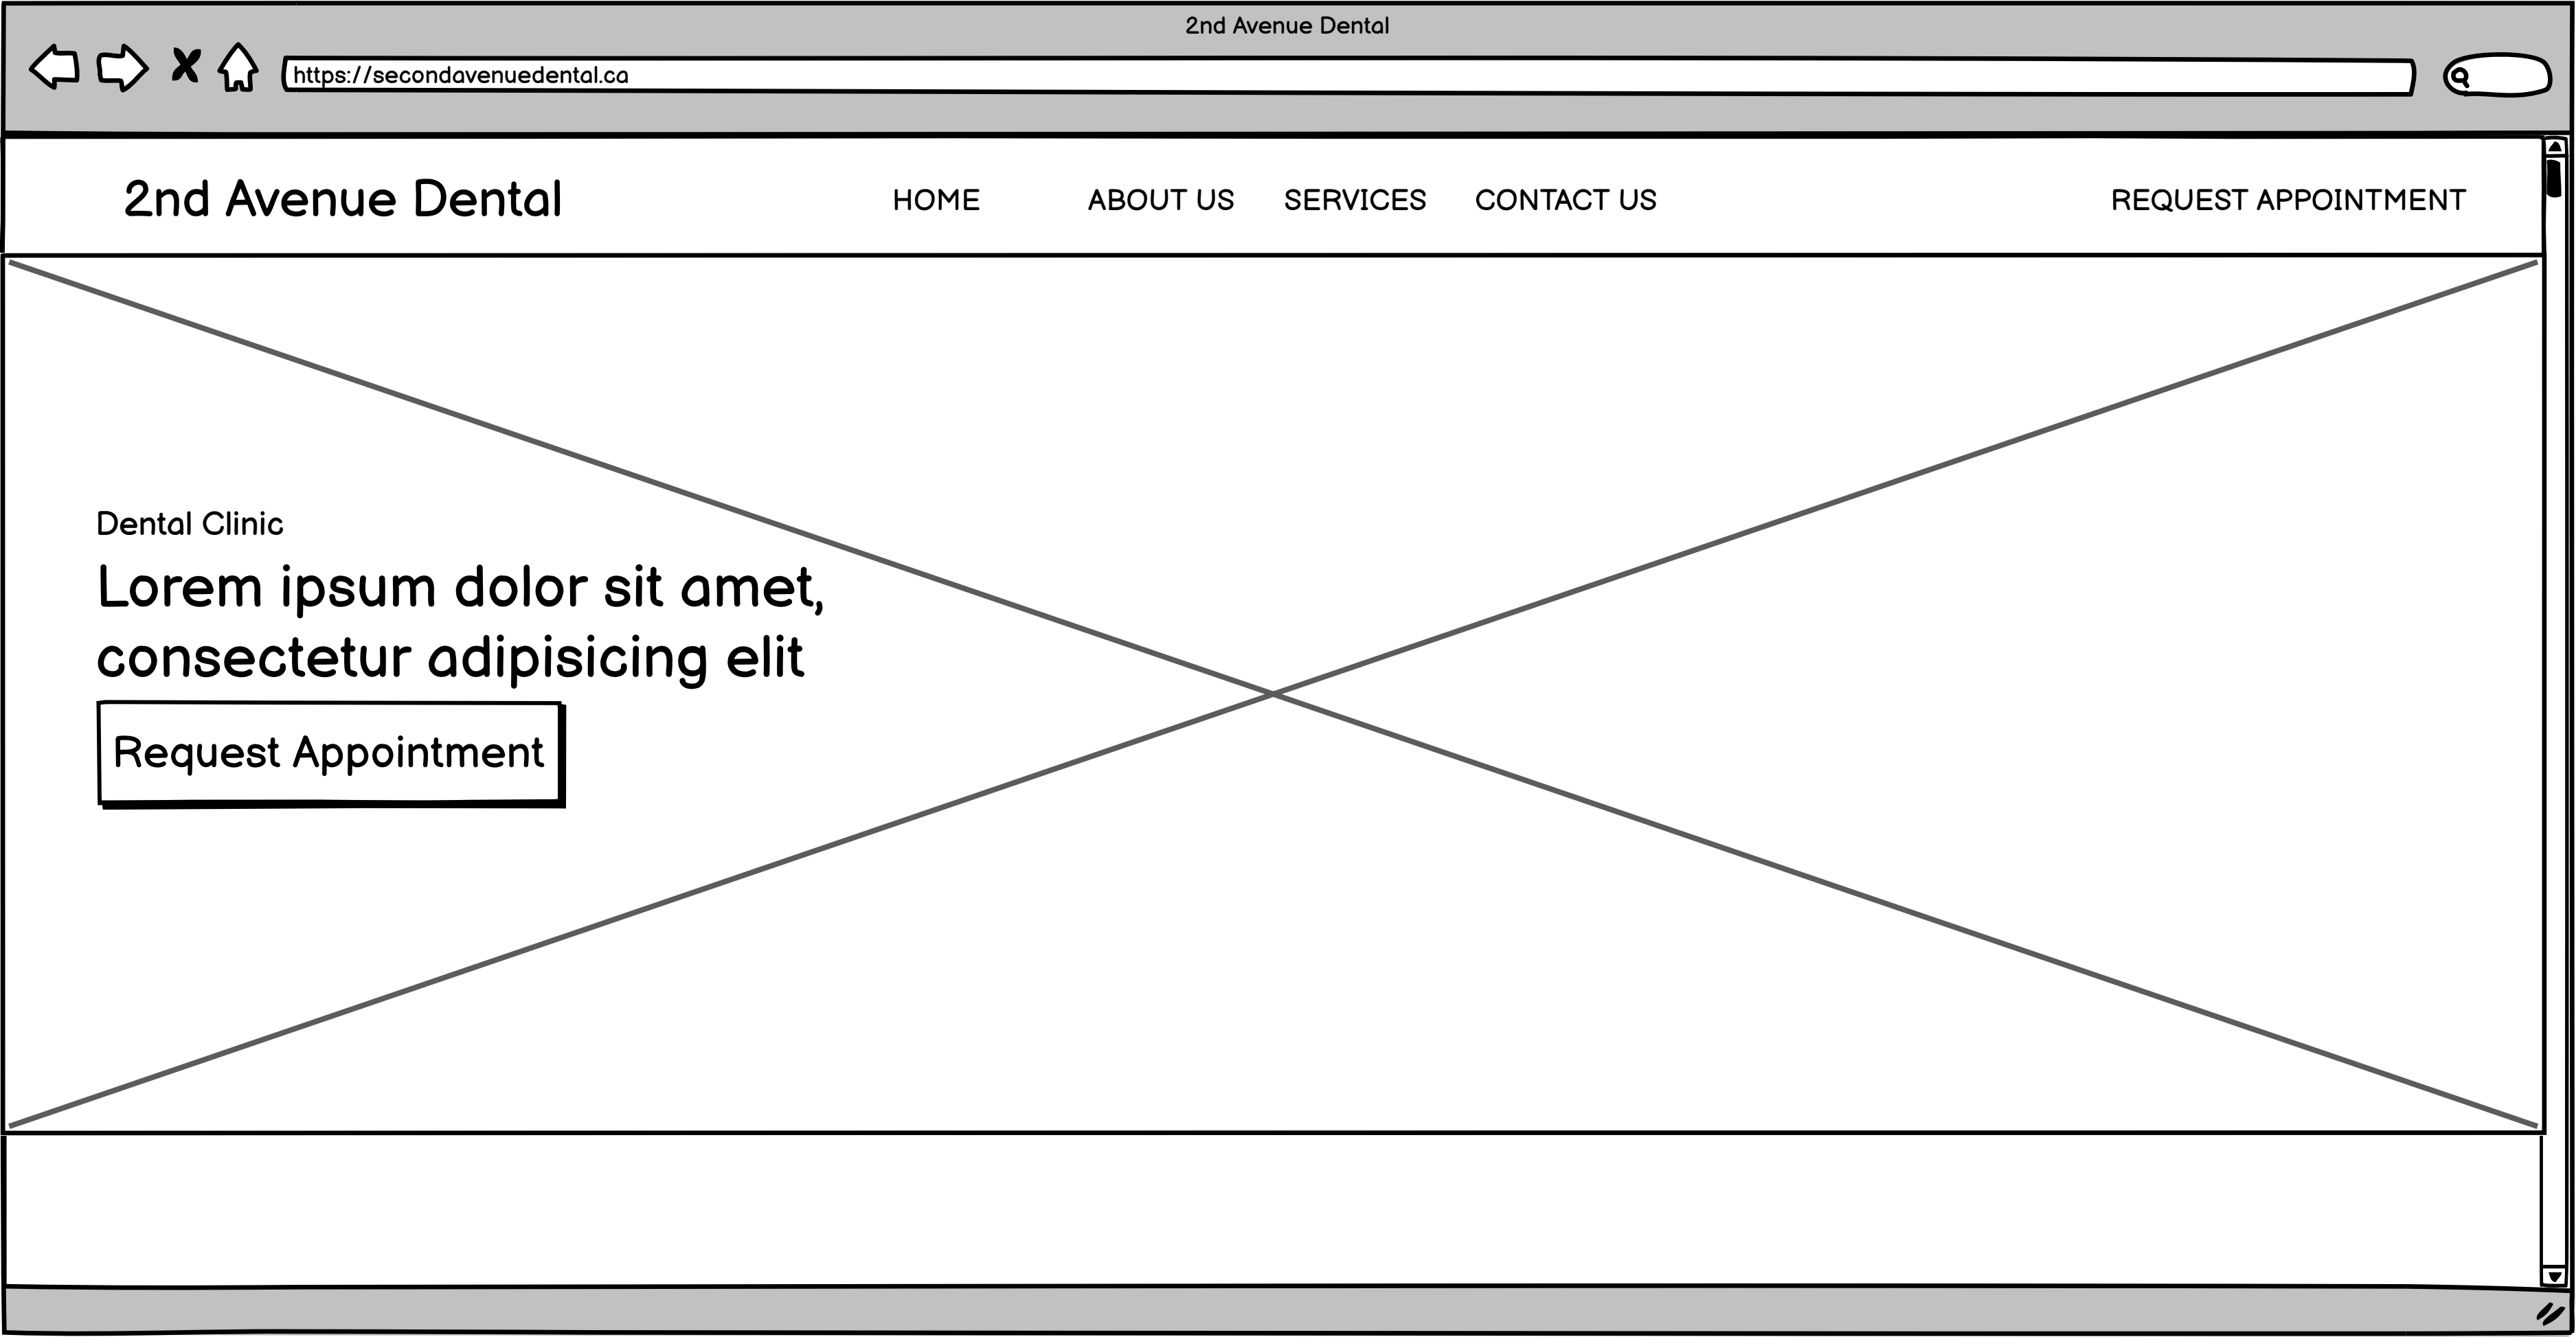 2nd Avenue Dental
https://secondavenuedental.ca
2nd Avenue Dental
HOME
ABOUT US
SERVICES
CONTACT US
REQUEST APPOINTMENT
Dental Clinic
Lorem ipsum dolor sit amet,
consectetur adipisicing elit
Request Appointment